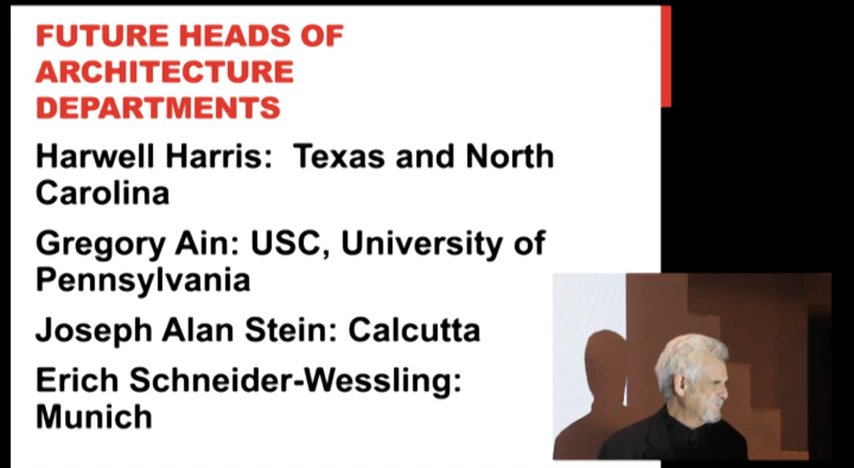 FUTURE HEADS OF
ARCHITECTURE
DEPARTMENTS
Harwell Harris:  Texas and North
Carolina
Gregory Ain: USC, University of
Pennsylvania
Joseph Alan Stein: Calcutta
Erich Schneider-Wessling:
Munich